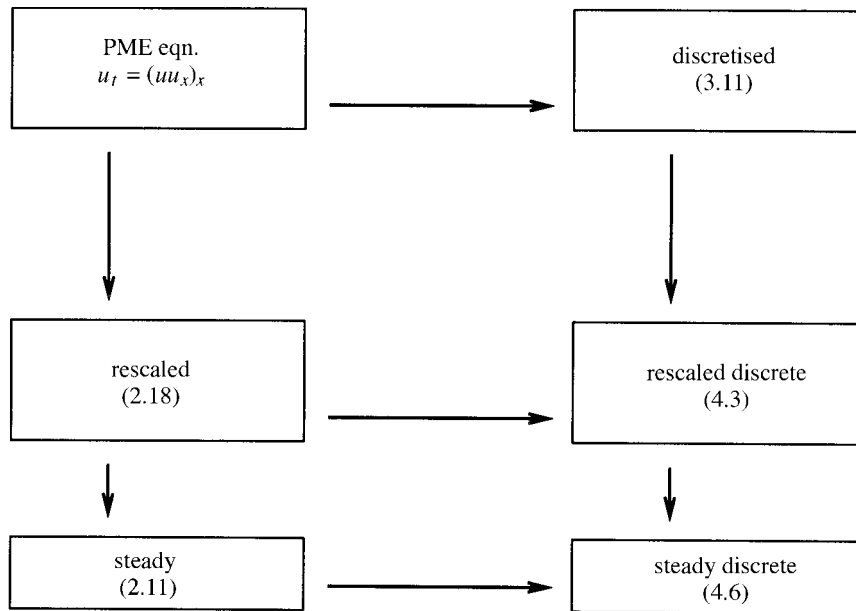 PME eqn.
u_t = (uu_x)_x
discretised
(3.11)
rescaled
(2.18)
rescaled discrete
(4.3)
steady
(2.11)
steady discrete
(4.6)